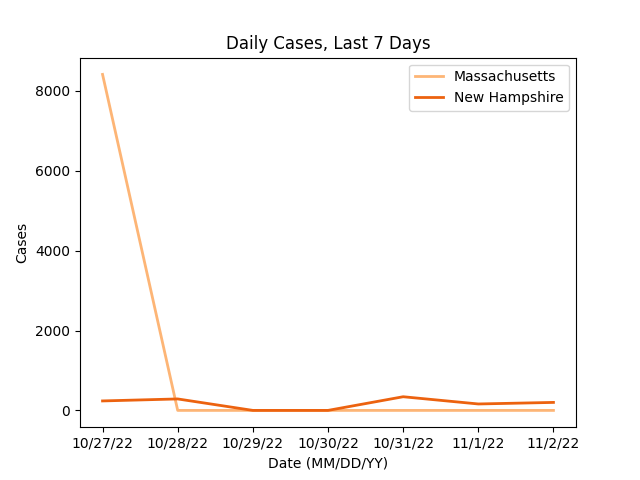 Daily Cases, Last 7 Days
Massachusetts
New Hampshire
8000
6000
4000
2000
0
Cases
10/27/22 10/28/22 10/29/22 10/30/22 10/31/22 11/1/22 11/2/22
Date (MM/DD/YY)